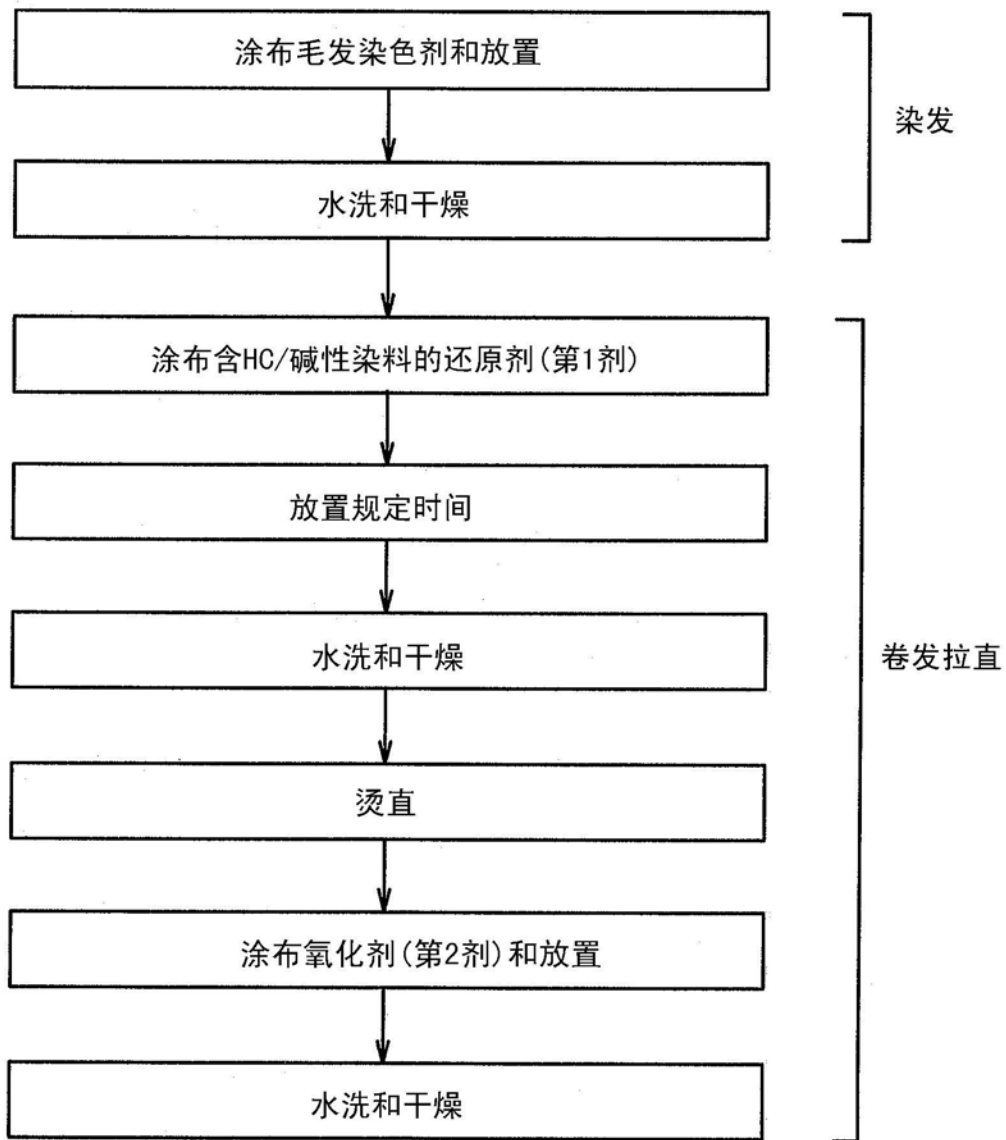 涂布毛发染色剂和放置
染发
水洗和干燥
涂布含HC/碱性染料的还原剂(第1剂)
放置规定时间
水洗和干燥
卷发拉直
烫直
涂布氧化剂(第2剂)和放置
水洗和干燥